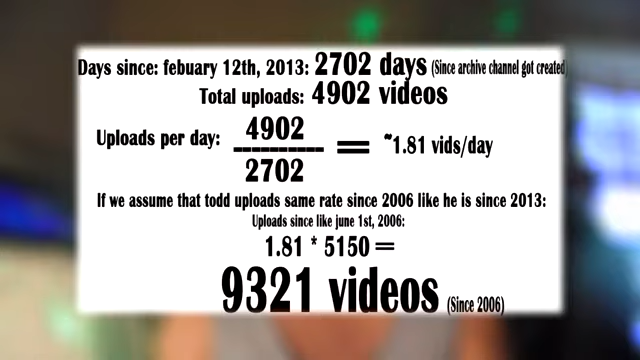 Days since: febuary 12th, 2013: 2702 days (Since archive channel got created
Total uploads: 4902 videos
Uploads per day: 4902
----------
2702
= ~1.81 vids/day
If we assume that todd uploads same rate since 2006 like he is since 2013:
Uploads since like june 1st, 2006:
1.81 * 5150 =
9321 videos (Since 2006)